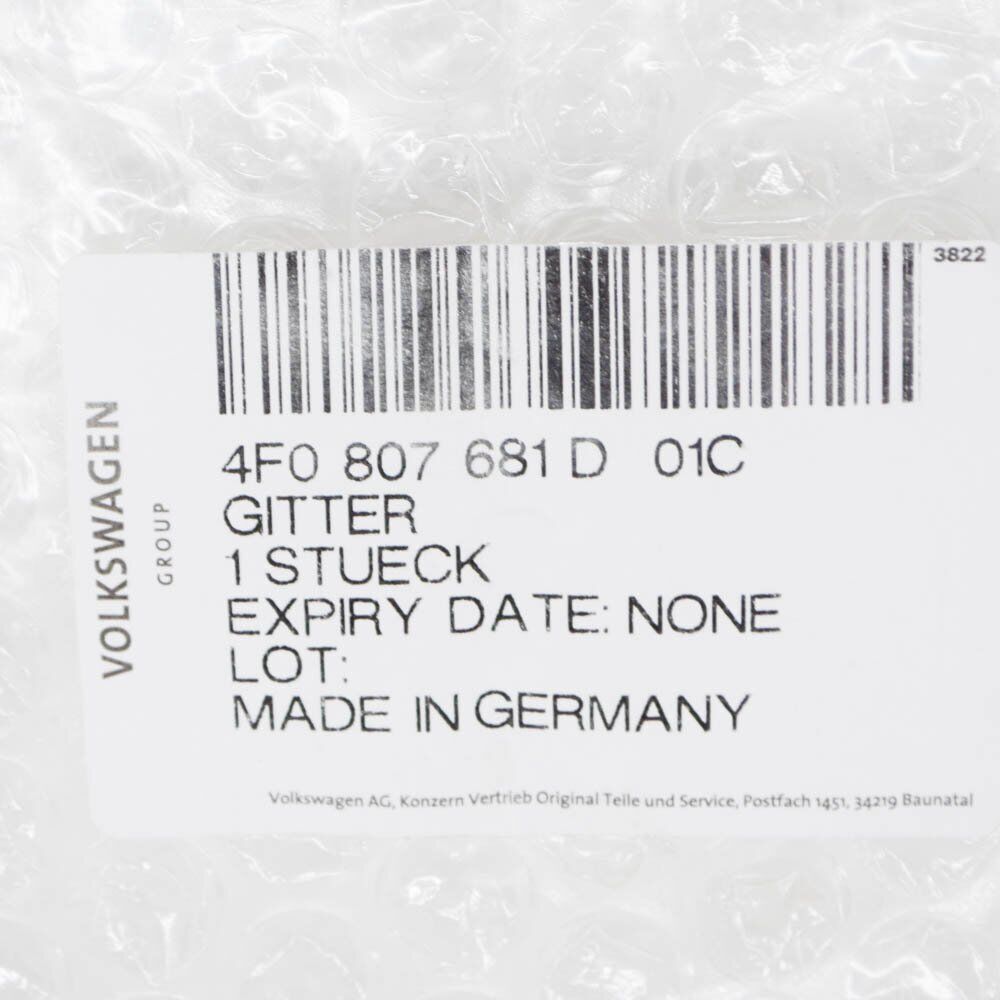 3822
VOLKSWAGEN
GROUP
4F0 807 681 D 01C
GITTER
1 STUECK
EXPIRY DATE: NONE
LOT:
MADE IN GERMANY
Volkswagen AG, Konzern Vertrieb Original Teile und Service, Postfach 1451, 34219 Baunatal